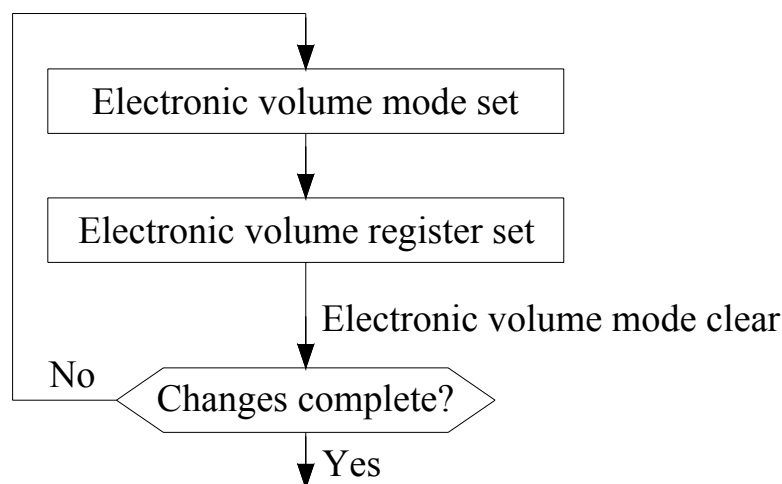 Electronic volume mode set
Electronic volume register set
Electronic volume mode clear
No
Changes complete?
Yes